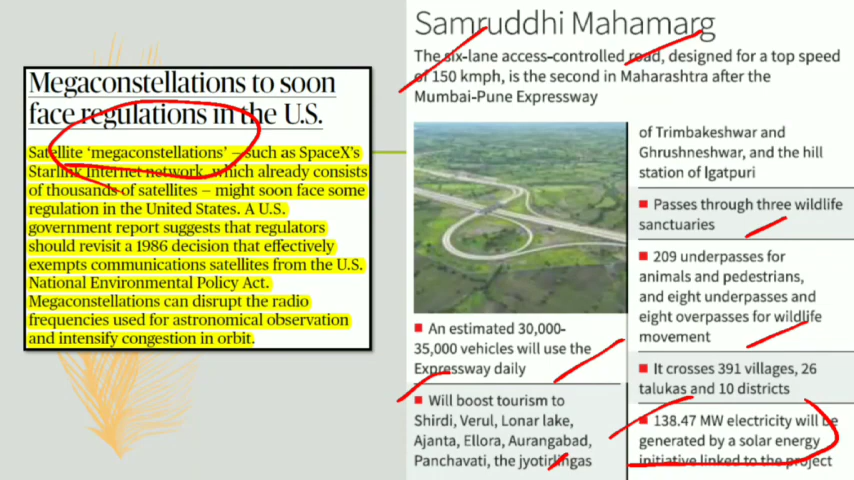 Megaconstellations to soon
face regulations in the U.S.
Satellite 'megaconstellations' — such as SpaceX's
Starlink Internet network, which already consists
of thousands of satellites — might soon face some
regulation in the United States. A U.S.
government report suggests that regulators
should revisit a 1986 decision that effectively
exempts communications satellites from the U.S.
National Environmental Policy Act.
Megaconstellations can disrupt the radio
frequencies used for astronomical observation
and intensify congestion in orbit.
Samruddhi Mahamarg
The six-lane access-controlled road, designed for a top speed
of 150 kmph, is the second in Maharashtra after the
Mumbai-Pune Expressway
An estimated 30,000-
35,000 vehicles will use the
Expressway daily
Will boost tourism to
Shirdi, Verul, Lonar lake,
Ajanta, Ellora, Aurangabad,
Panchavati, the jyotirlingas
of Trimbakeshwar and
Ghrushneshwar, and the hill
station of Igatpuri
Passes through three wildlife
sanctuaries
209 underpasses for
animals and pedestrians,
and eight underpasses and
eight overpasses for wildlife
movement
It crosses 391 villages, 26
talukas and 10 districts
138.47 MW electricity will be
generated by a solar energy
initiative linked to the project